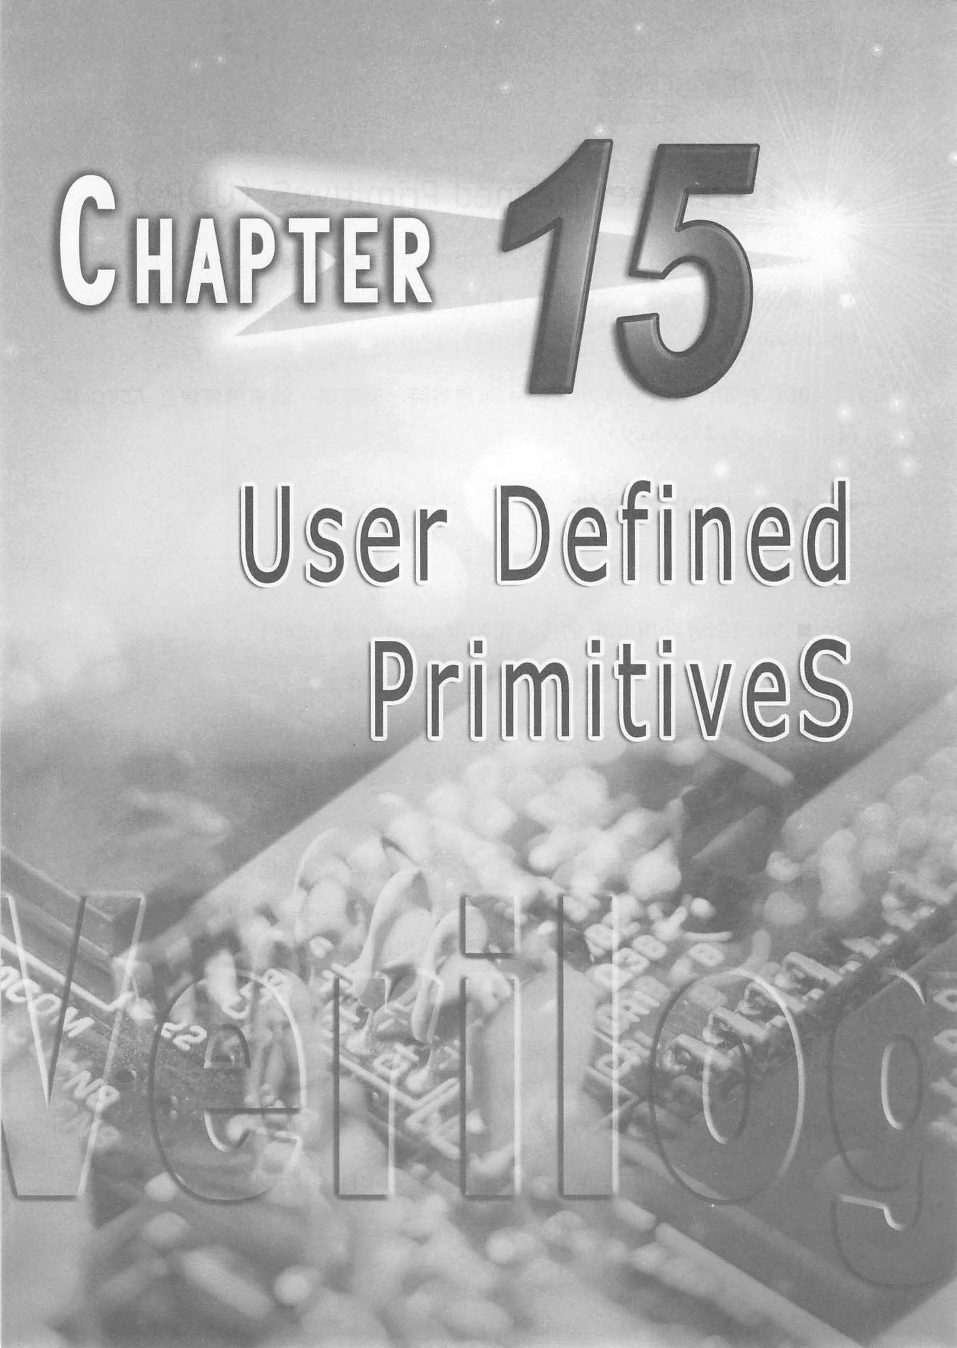 CHAPTER 15
User Defined
PrimitiveS
Verilog